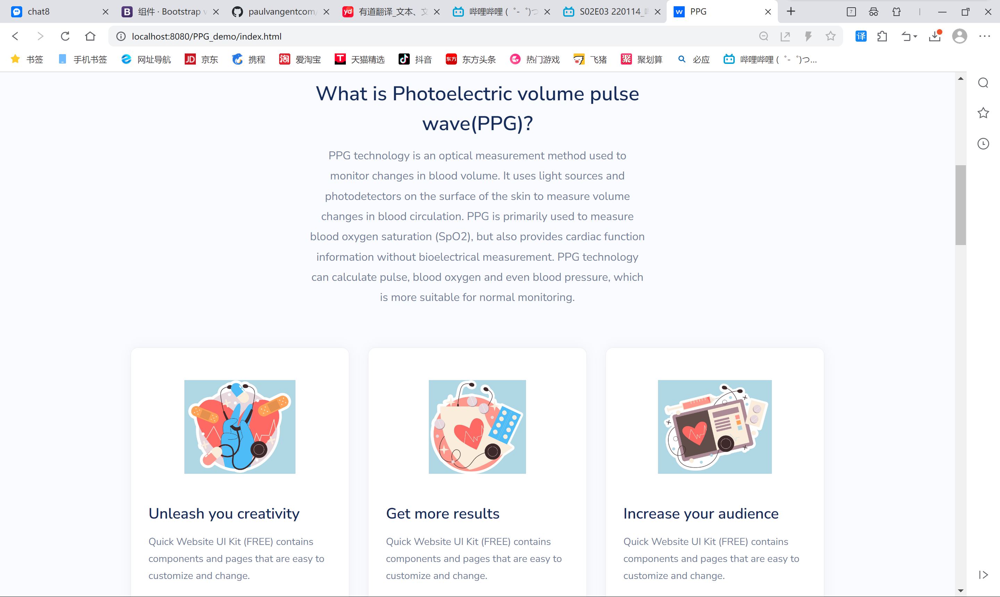 chat8
组件 · Bootstrap v
paulvangentcom/
有道翻译_文本、文
哔哩哔哩 (゜-゜)つ
S02E03 220114_
PPG
7
localhost:8080/PPG_demo/index.html
译
书签
手机书签
网址导航
JD 京东
携程
淘 爱淘宝
T 天猫精选
抖音
东方 东方头条
热门游戏
飞猪
聚 聚划算
必应
哔哩哔哩 (゜-゜)つ...
What is Photoelectric volume pulse
wave(PPG)?
PPG technology is an optical measurement method used to
monitor changes in blood volume. It uses light sources and
photodetectors on the surface of the skin to measure volume
changes in blood circulation. PPG is primarily used to measure
blood oxygen saturation (SpO2), but also provides cardiac function
information without bioelectrical measurement. PPG technology
can calculate pulse, blood oxygen and even blood pressure, which
is more suitable for normal monitoring.
Unleash you creativity
Quick Website UI Kit (FREE) contains
components and pages that are easy to
customize and change.
Get more results
Quick Website UI Kit (FREE) contains
components and pages that are easy to
customize and change.
Increase your audience
Quick Website UI Kit (FREE) contains
components and pages that are easy to
customize and change.